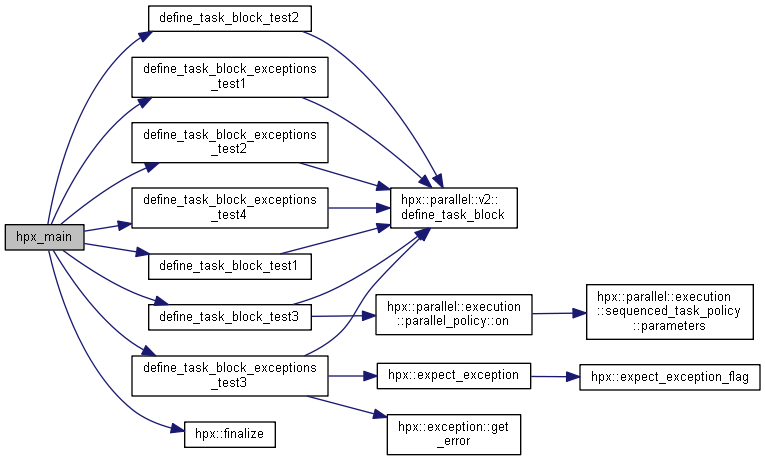 define_task_block_test2
define_task_block_exceptions
_test1
define_task_block_exceptions
_test2
define_task_block_exceptions
_test4
hpx::parallel::v2::
define_task_block
hpx_main
define_task_block_test1
define_task_block_test3
hpx::parallel::execution
::parallel_policy::on
hpx::parallel::execution
::sequenced_task_policy
::parameters
define_task_block_exceptions
_test3
hpx::expect_exception
hpx::expect_exception_flag
hpx::finalize
hpx::exception::get
_error